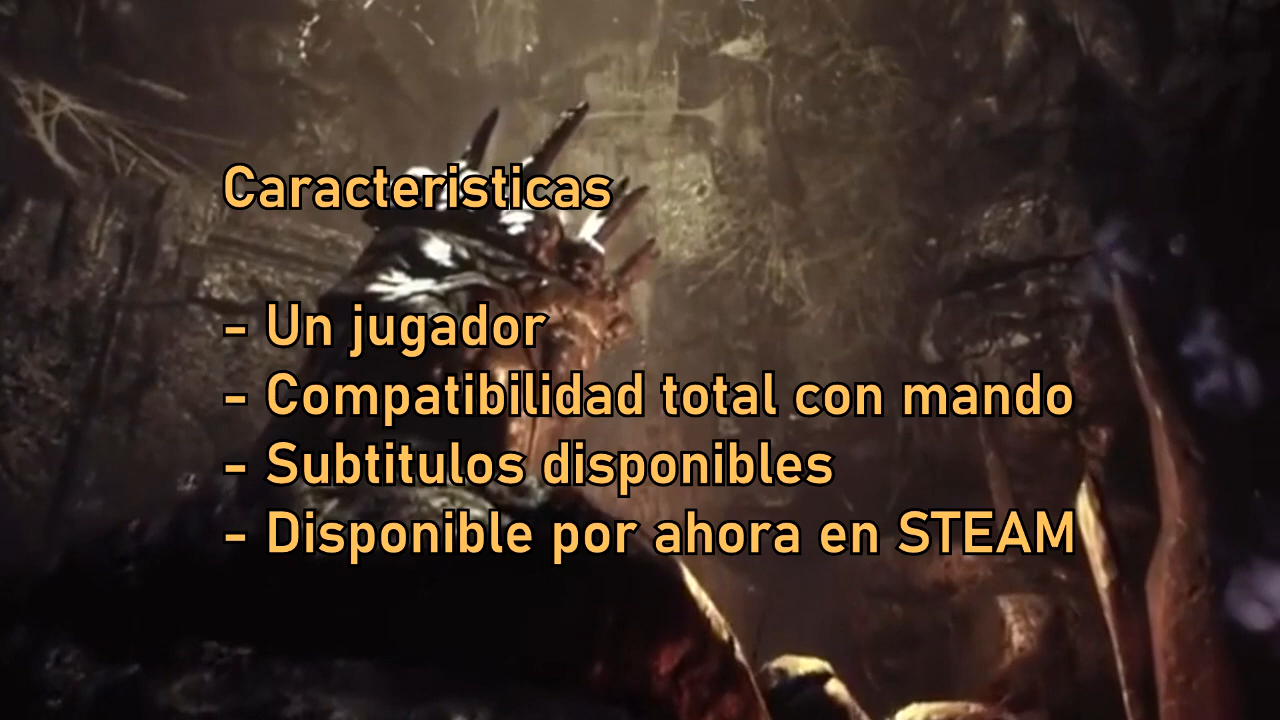 Caracteristicas
- Un jugador
- Compatibilidad total con mando
- Subtitulos disponibles
- Disponible por ahora en STEAM